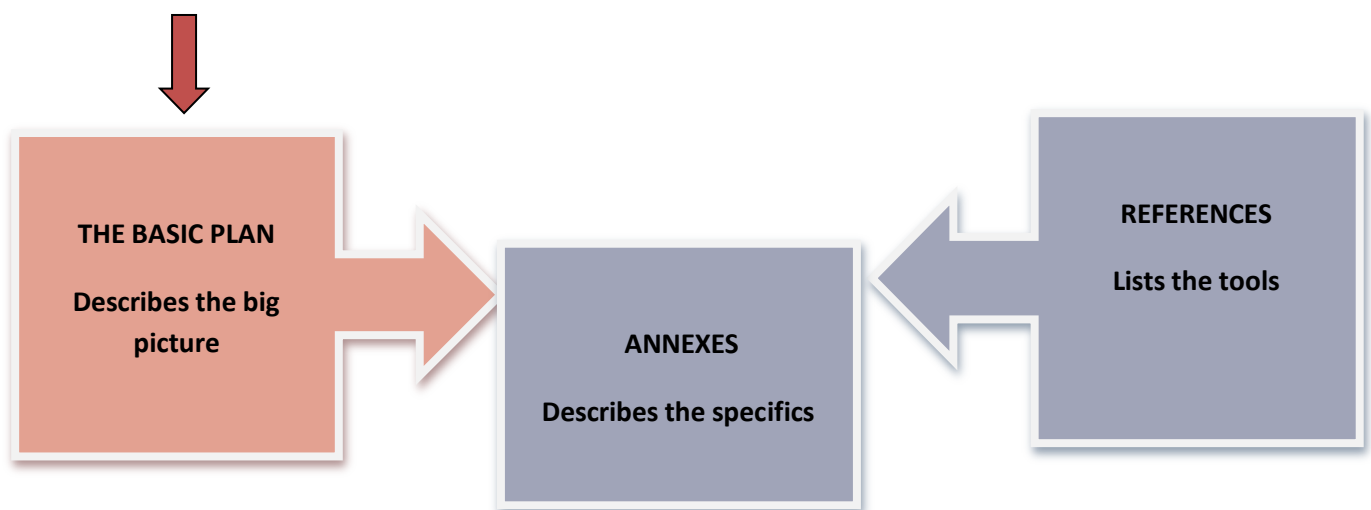 THE BASIC PLAN
Describes the big
picture
ANNEXES
Describes the specifics
REFERENCES
Lists the tools